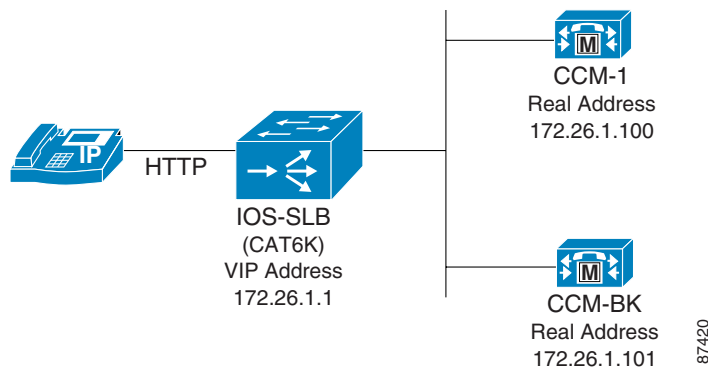 M
CCM-1
Real Address
172.26.1.100
IP
HTTP
IOS-SLB
(CAT6K)
VIP Address
172.26.1.1
M
CCM-BK
Real Address
172.26.1.101
87420